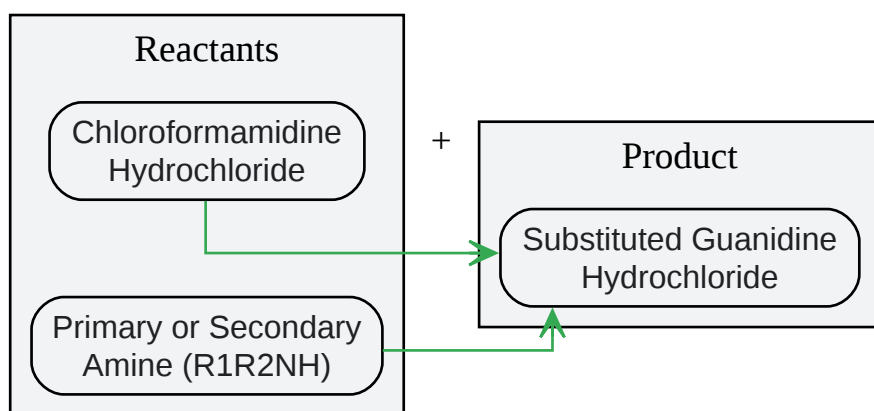 Reactants
Chloroformamidine
Hydrochloride
+
Product
Substituted Guanidine
Hydrochloride
Primary or Secondary
Amine (R1R2NH)